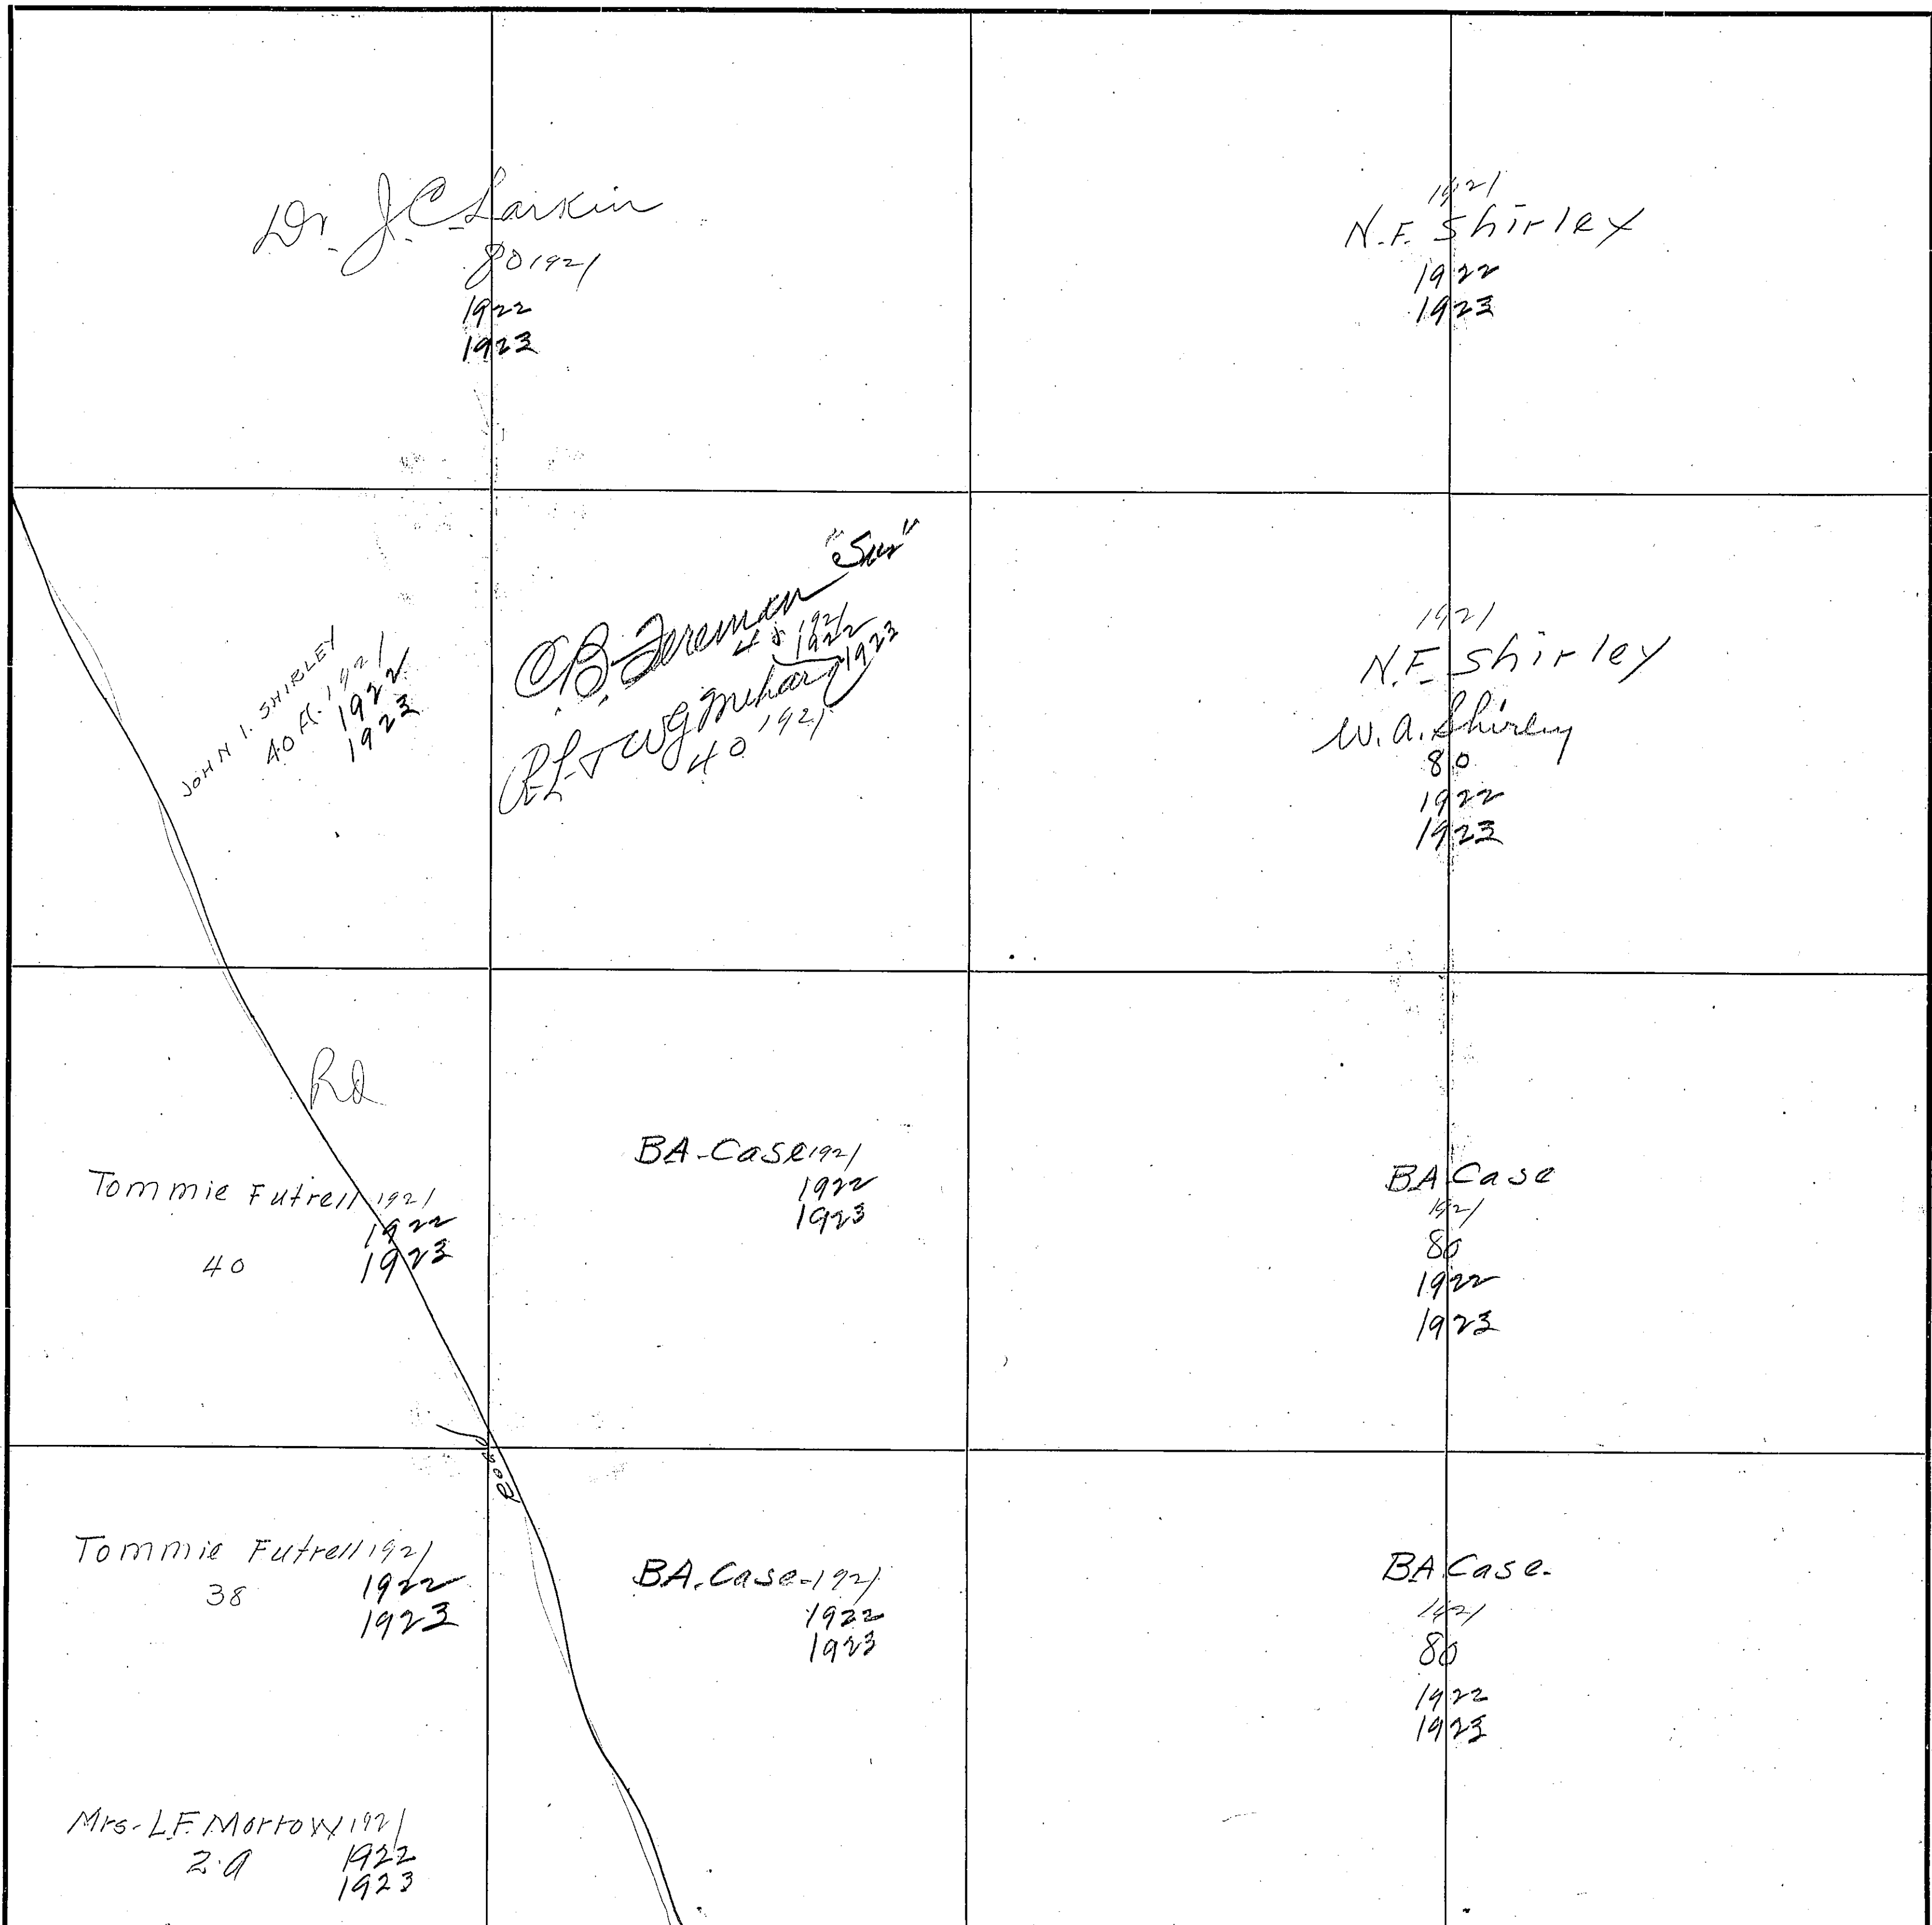 Dr. J. C. Larkin
80 1921
1922
1923
1921
N.F. Shirley
1922
1923
JOHN I. SHIRLEY
40 A. 1921
1922
1923
C.B.
1921
1922
1923
R.L. W.G.
40 1921
1921
N.F. Shirley
W. A. Shirley
80
1922
1923
Rd
Tommie Futrell 1921
1922
40 1923
BA-Case 1921
1922
1923
BA Case
1921
80
1922
1923
Road
Tommie Futrell 1921
38 1922
1923
BA. Case-1921
1922
1923
BA Case-
1921
80
1922
1923
Mrs- L.F. Morrow 1921
2.a 1922
1923